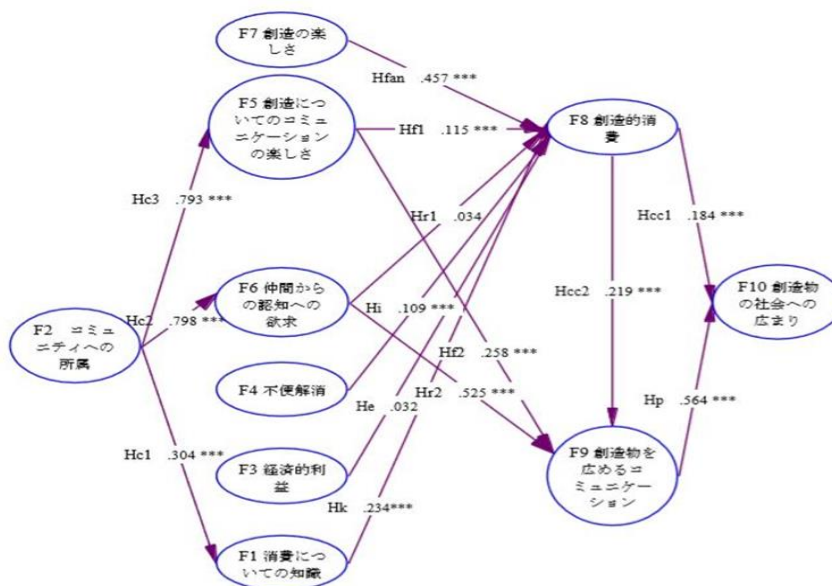 F7 創造の楽
しさ
Hfan .457 ***
F5 創造につ
いてのコミュ
ニケーション
の楽しさ
Hf1 .115 ***
F8 創造的消
費
Hc3 .793 ***
Hr1 .034
Hcc1 .184 ***
F6 仲間から
の認知への
欲求
Hc2 .798 ***
Hi .109 ***
Hcc2 .219 ***
F10 創造物
の社会への
広まり
F2 コミュ
ニティへの
所属
Hf2 .258 ***
F4 不便解消
He .032
Hr2 .525 ***
Hp .564 ***
Hc1 .304 ***
F3 経済的利
益
F9 創造物を
広めるコ
ミュニケー
ション
Hk .234***
F1 消費につ
いての知識